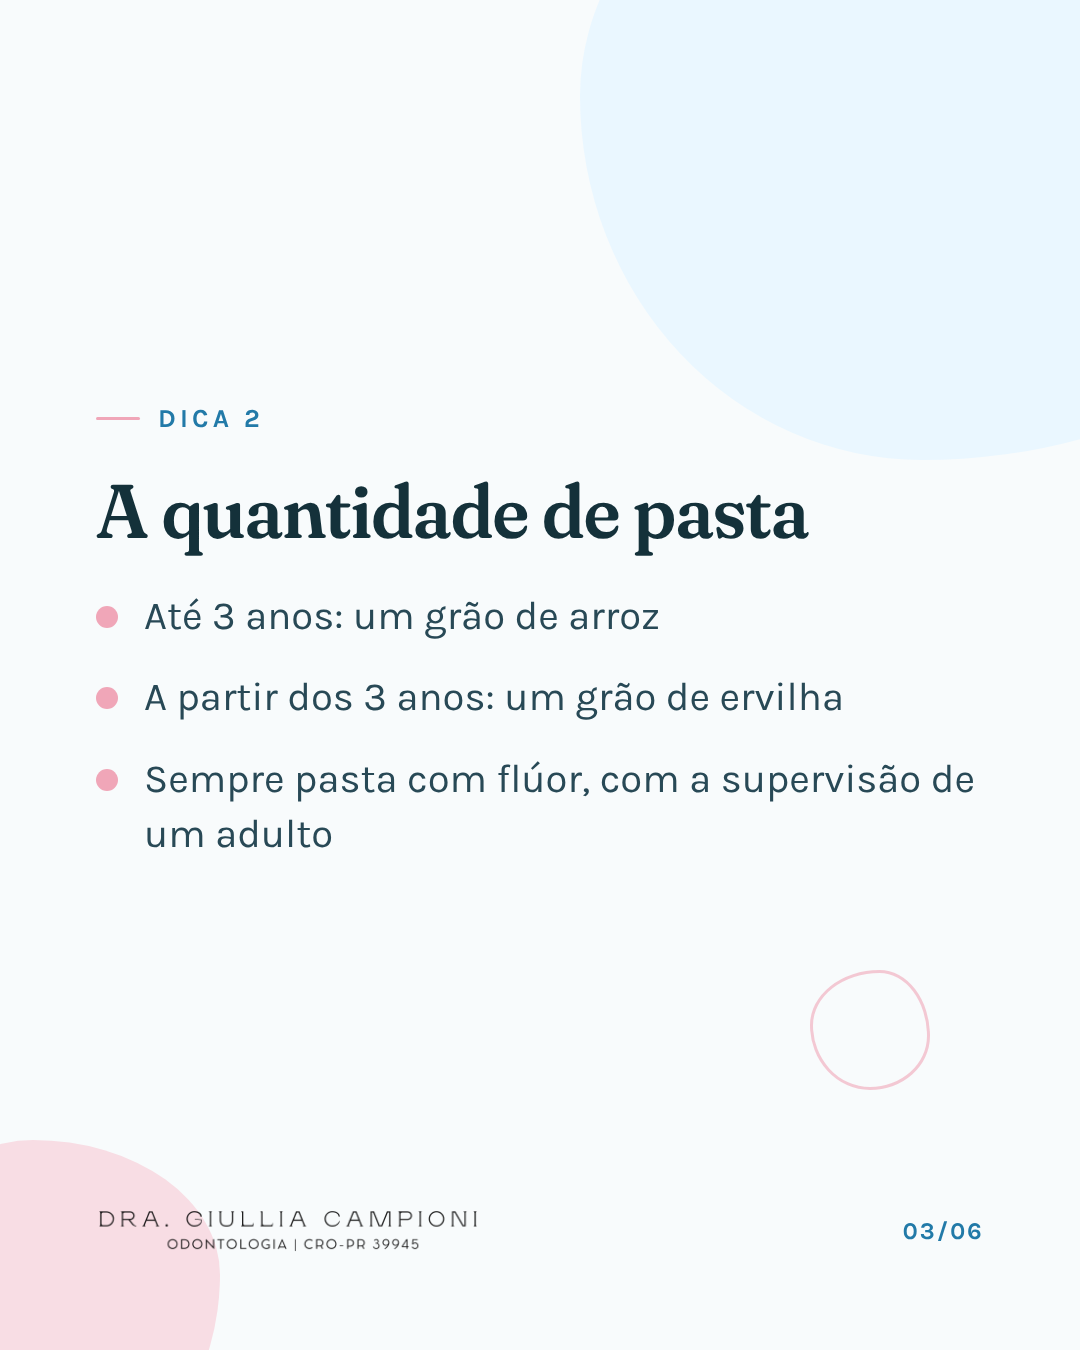 DICA 2
A quantidade de pasta
Até 3 anos: um grão de arroz
A partir dos 3 anos: um grão de ervilha
Sempre pasta com flúor, com a supervisão de
um adulto
DRA. GIULLIA CAMPIONI
ODONTOLOGIA | CRO-PR 39945
03/06